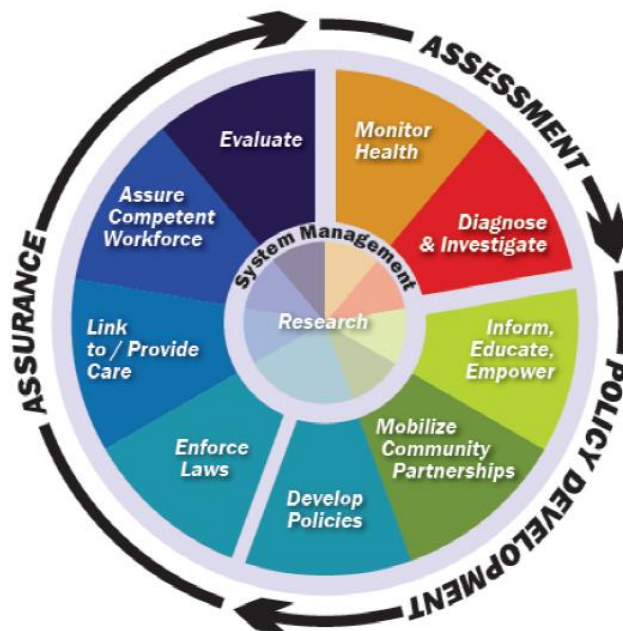 ASSESSMENT
POLICY DEVELOPMENT
ASSURANCE
Monitor
Health
Diagnose
& Investigate
Inform,
Educate,
Empower
Mobilize
Community
Partnerships
Develop
Policies
Enforce
Laws
Link
to / Provide
Care
Assure
Competent
Workforce
Evaluate
System Management
Research